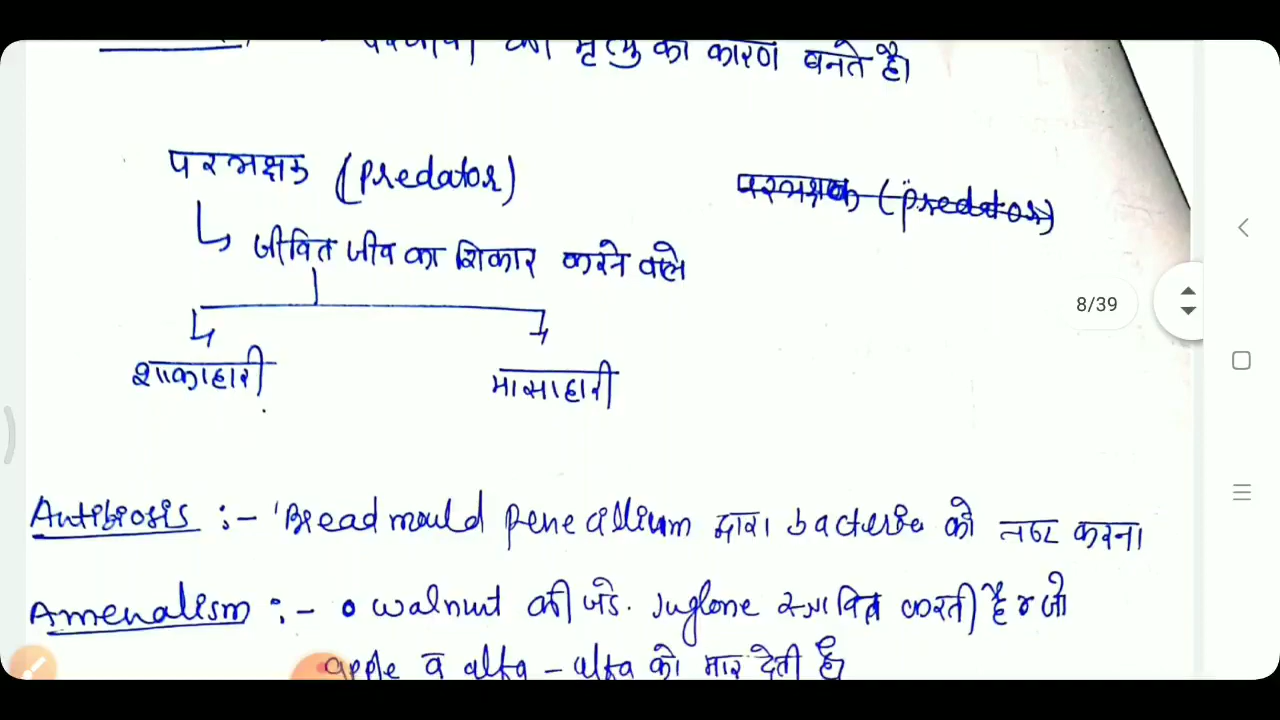 मृत्यु का कारण बनते है।
परभक्षक (Predator)
परभक्षक (predator)
जीवित जीव का शिकार करने वाले
8/39
शाकाहारी
मासाहारी
Antibiosis :- 'Bread mould penecillium द्वारा bacteria को नष्ट करना
Amenalism :- • walnut की जड़े. Juglone स्त्रावित करती है व जो
apple व alfa-alfa को मार देती है